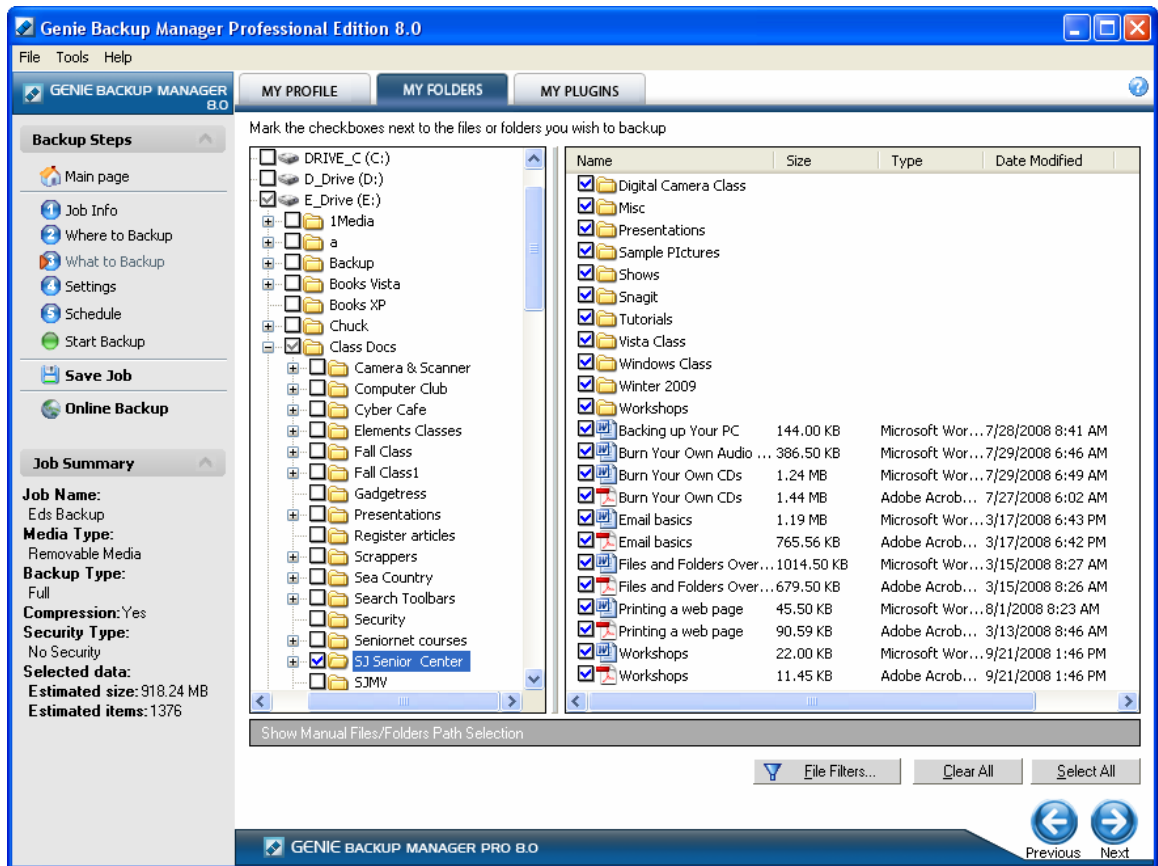 Genie Backup Manager Professional Edition 8.0
File Tools Help
GENIE BACKUP MANAGER
8.0
MY PROFILE MY FOLDERS MY PLUGINS
Backup Steps
Main page
1 Job Info
2 Where to Backup
3 What to Backup
4 Settings
5 Schedule
Start Backup
Save Job
Online Backup
Job Summary
Job Name:
Eds Backup
Media Type:
Removable Media
Backup Type:
Full
Compression: Yes
Security Type:
No Security
Selected data:
Estimated size: 918.24 MB
Estimated items: 1376
Mark the checkboxes next to the files or folders you wish to backup
DRIVE_C (C:)
D_Drive (D:)
E_Drive (E:)
1Media
a
Backup
Books Vista
Books XP
Chuck
Class Docs
Camera & Scanner
Computer Club
Cyber Cafe
Elements Classes
Fall Class
Fall Class1
Gadgetress
Presentations
Register articles
Scrappers
Sea Country
Search Toolbars
Security
Seniornet courses
SJ Senior Center
SJMV
Name Size Type Date Modified
Digital Camera Class
Misc
Presentations
Sample PIctures
Shows
Snagit
Tutorials
Vista Class
Windows Class
Winter 2009
Workshops
Backing up Your PC 144.00 KB Microsoft Wor... 7/28/2008 8:41 AM
Burn Your Own Audio ... 386.50 KB Microsoft Wor... 7/29/2008 6:46 AM
Burn Your Own CDs 1.24 MB Microsoft Wor... 7/29/2008 6:49 AM
Burn Your Own CDs 1.44 MB Adobe Acrob... 7/27/2008 6:02 AM
Email basics 1.19 MB Microsoft Wor... 3/17/2008 6:43 PM
Email basics 765.56 KB Adobe Acrob... 3/17/2008 6:42 PM
Files and Folders Over... 1014.50 KB Microsoft Wor... 3/15/2008 8:27 AM
Files and Folders Over... 679.50 KB Adobe Acrob... 3/15/2008 8:26 AM
Printing a web page 45.50 KB Microsoft Wor... 8/1/2008 8:23 AM
Printing a web page 90.59 KB Adobe Acrob... 3/13/2008 8:46 AM
Workshops 22.00 KB Microsoft Wor... 9/21/2008 1:46 PM
Workshops 11.45 KB Adobe Acrob... 9/21/2008 1:46 PM
Show Manual Files/Folders Path Selection
File Filters... Clear All Select All
GENIE BACKUP MANAGER PRO 8.0
Previous Next